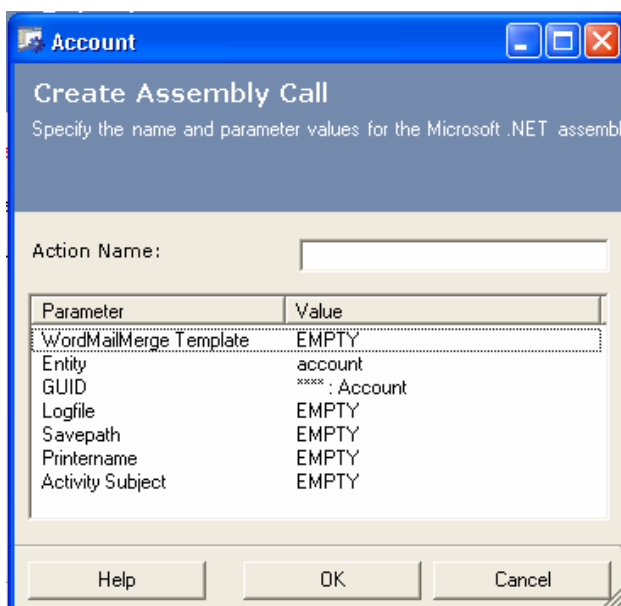 Account
Create Assembly Call
Specify the name and parameter values for the Microsoft .NET assembl
Action Name:
Parameter Value
WordMailMerge Template EMPTY
Entity account
GUID **** : Account
Logfile EMPTY
Savepath EMPTY
Printername EMPTY
Activity Subject EMPTY
Help OK Cancel